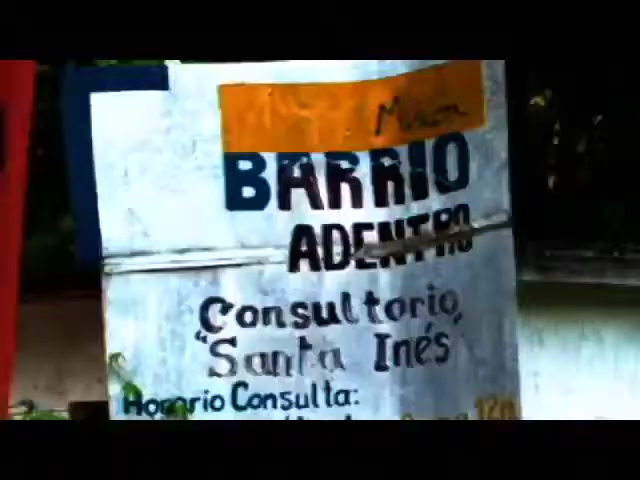 Misión
BARRIO
ADENTRO
Consultorio
"Santa Inés"
Horario Consulta:
12m